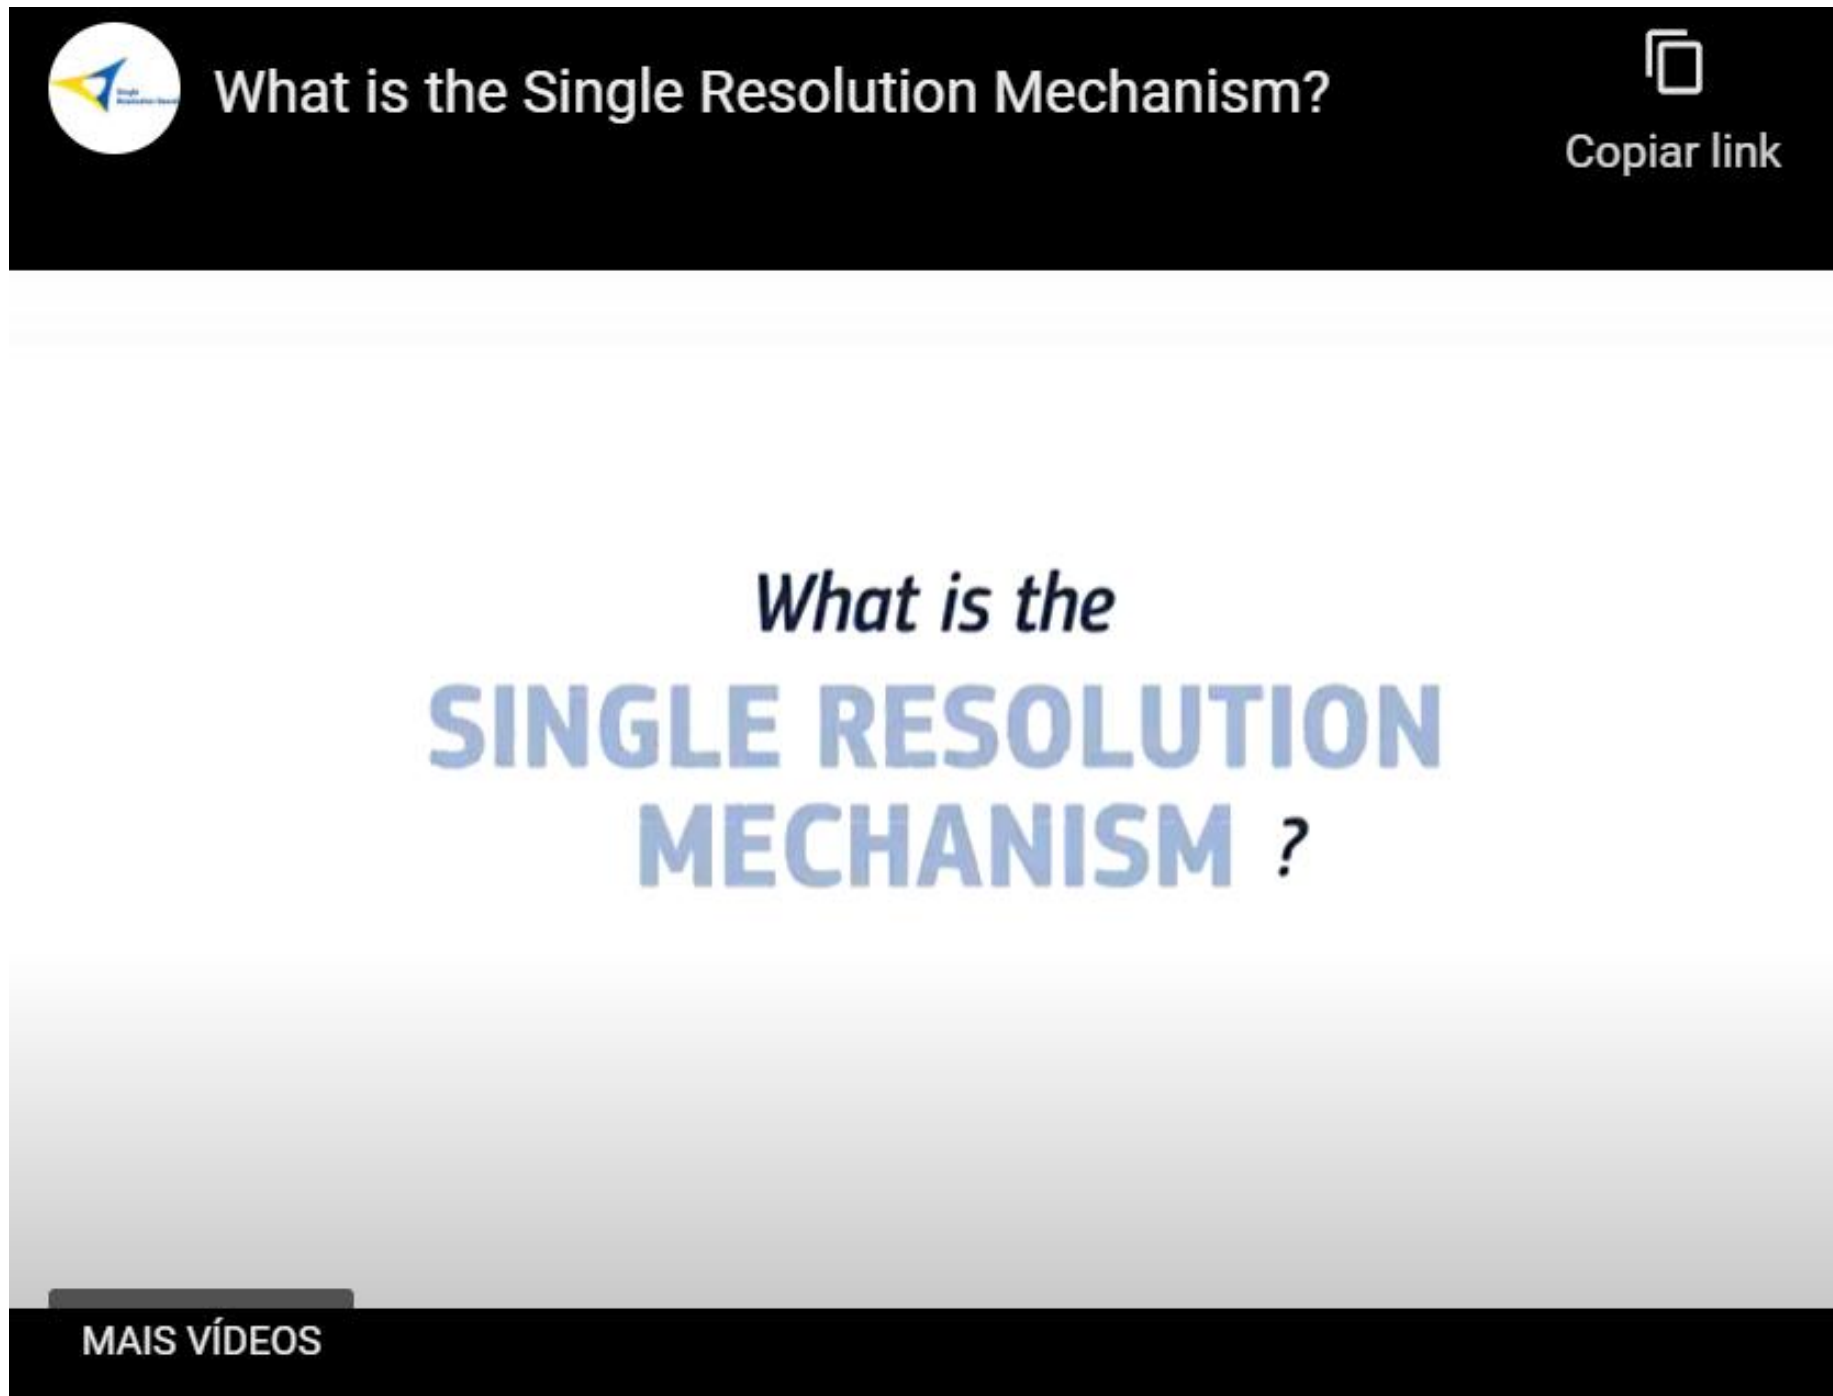 What is the Single Resolution Mechanism?
Copiar link
What is the
SINGLE RESOLUTION
MECHANISM ?
MAIS VÍDEOS